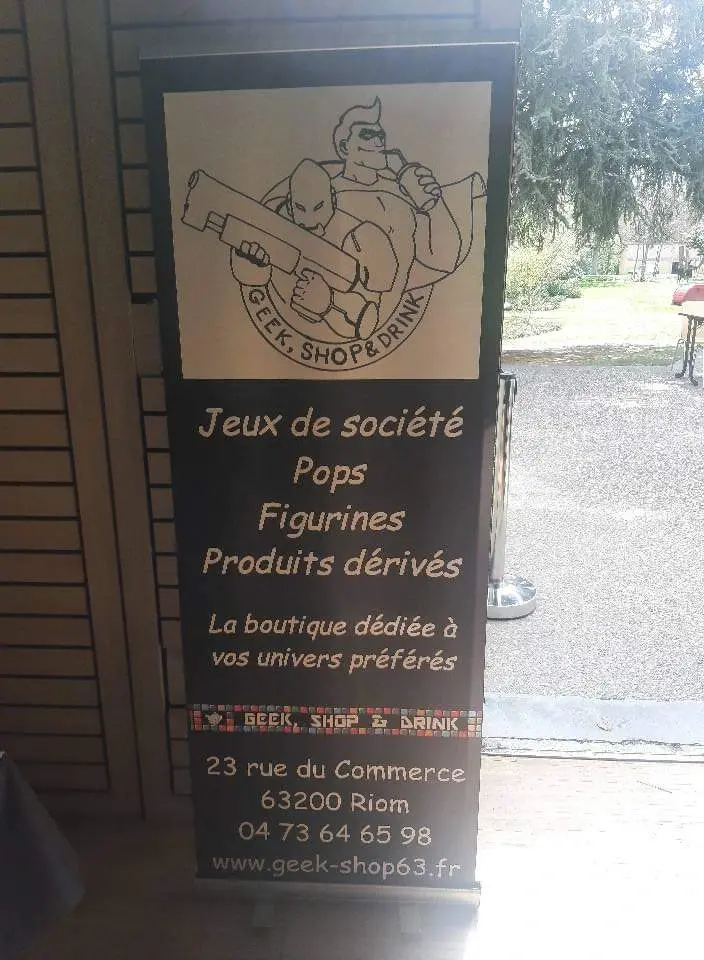 GEEK, SHOP & DRINK
Jeux de société
Pops
Figurines
Produits dérivés
La boutique dédiée à
vos univers préférés
GEEK, SHOP & DRINK
23 rue du Commerce
63200 Riom
04 73 64 65 98
www.geek-shop63.fr